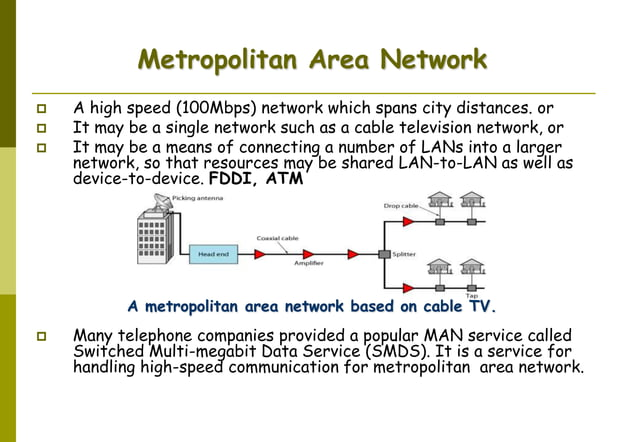 Metropolitan Area Network
A high speed (100Mbps) network which spans city distances. or
It may be a single network such as a cable television network, or
It may be a means of connecting a number of LANs into a larger
network, so that resources may be shared LAN-to-LAN as well as
device-to-device. FDDI, ATM
Picking antenna
Drop cable
Coaxial cable
Head end
Splitter
Amplifier
Tap
A metropolitan area network based on cable TV.
Many telephone companies provided a popular MAN service called
Switched Multi-megabit Data Service (SMDS). It is a service for
handling high-speed communication for metropolitan area network.